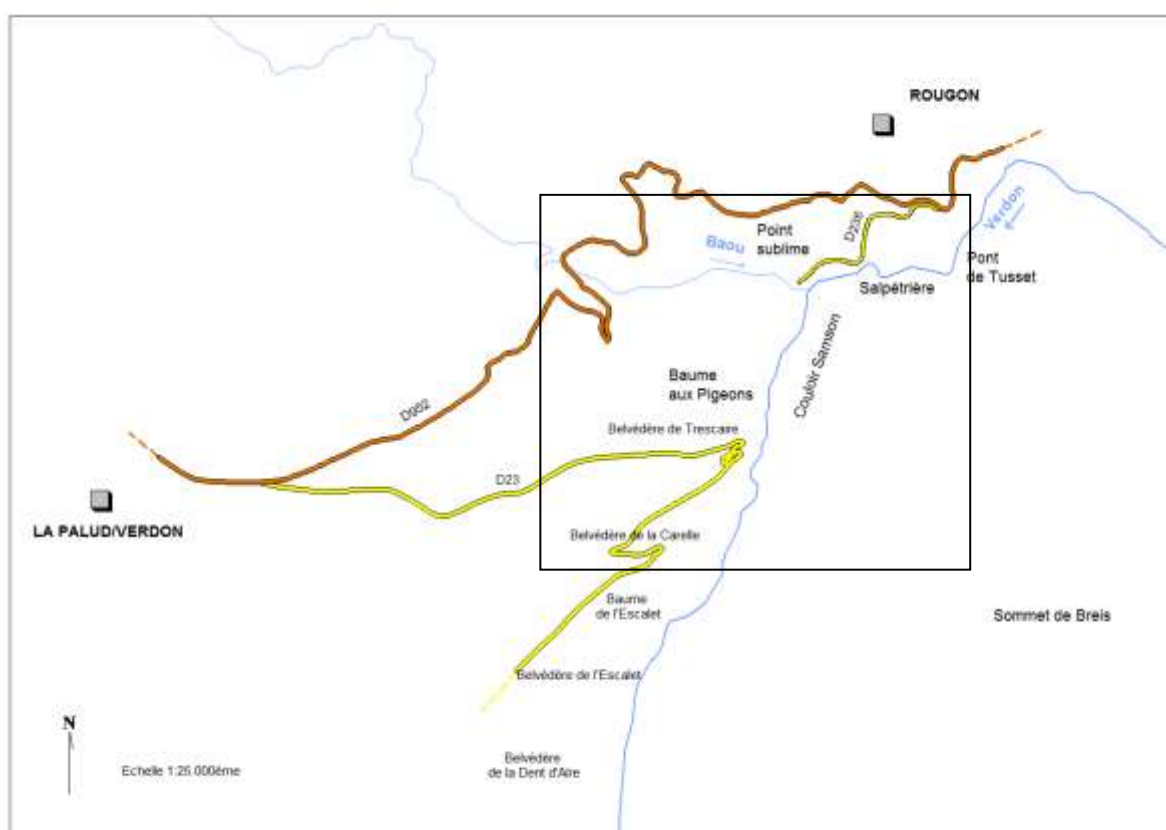 ROUGON
Verdon
D236
Point
sublime
Baou
Pont
de Tusset
Salpétrière
Couloir Samson
Baume
aux Pigeons
D952
Belvédère de Trescaire
D23
LA PALUD/VERDON
Belvédère de la Carelle
Baume
de l'Escalet
Sommet de Breis
Belvédère de l'Escalet
N
Echelle 1:25.000ème
Belvédère
de la Dent d'Aire